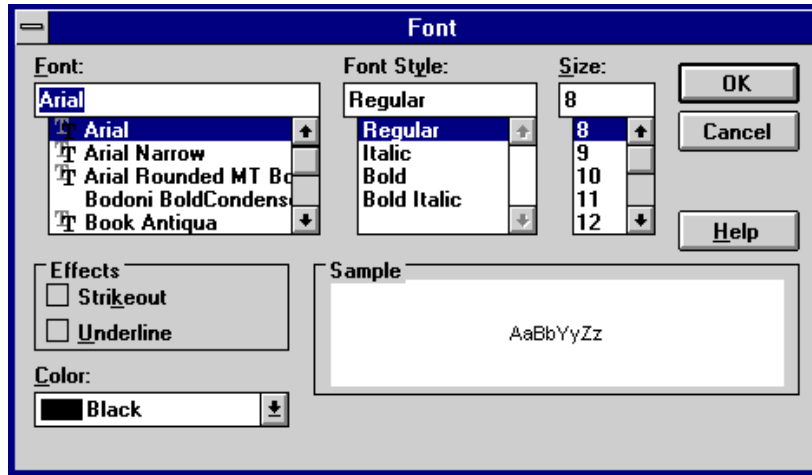 Font
Font:
Arial
Arial
Arial Narrow
Arial Rounded MT Bo
Bodoni BoldCondens
Book Antiqua
Font Style:
Regular
Regular
Italic
Bold
Bold Italic
Size:
8
8
9
10
11
12
OK
Cancel
Help
Effects
Strikeout
Underline
Color:
Black
Sample
AaBbYyZz